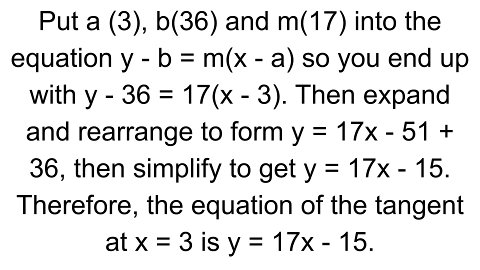 Put a (3), b(36) and m(17) into the
equation y - b = m(x - a) so you end up
with y - 36 = 17(x - 3). Then expand
and rearrange to form y = 17x - 51 +
36, then simplify to get y = 17x - 15.
Therefore, the equation of the tangent
at x = 3 is y = 17x - 15.